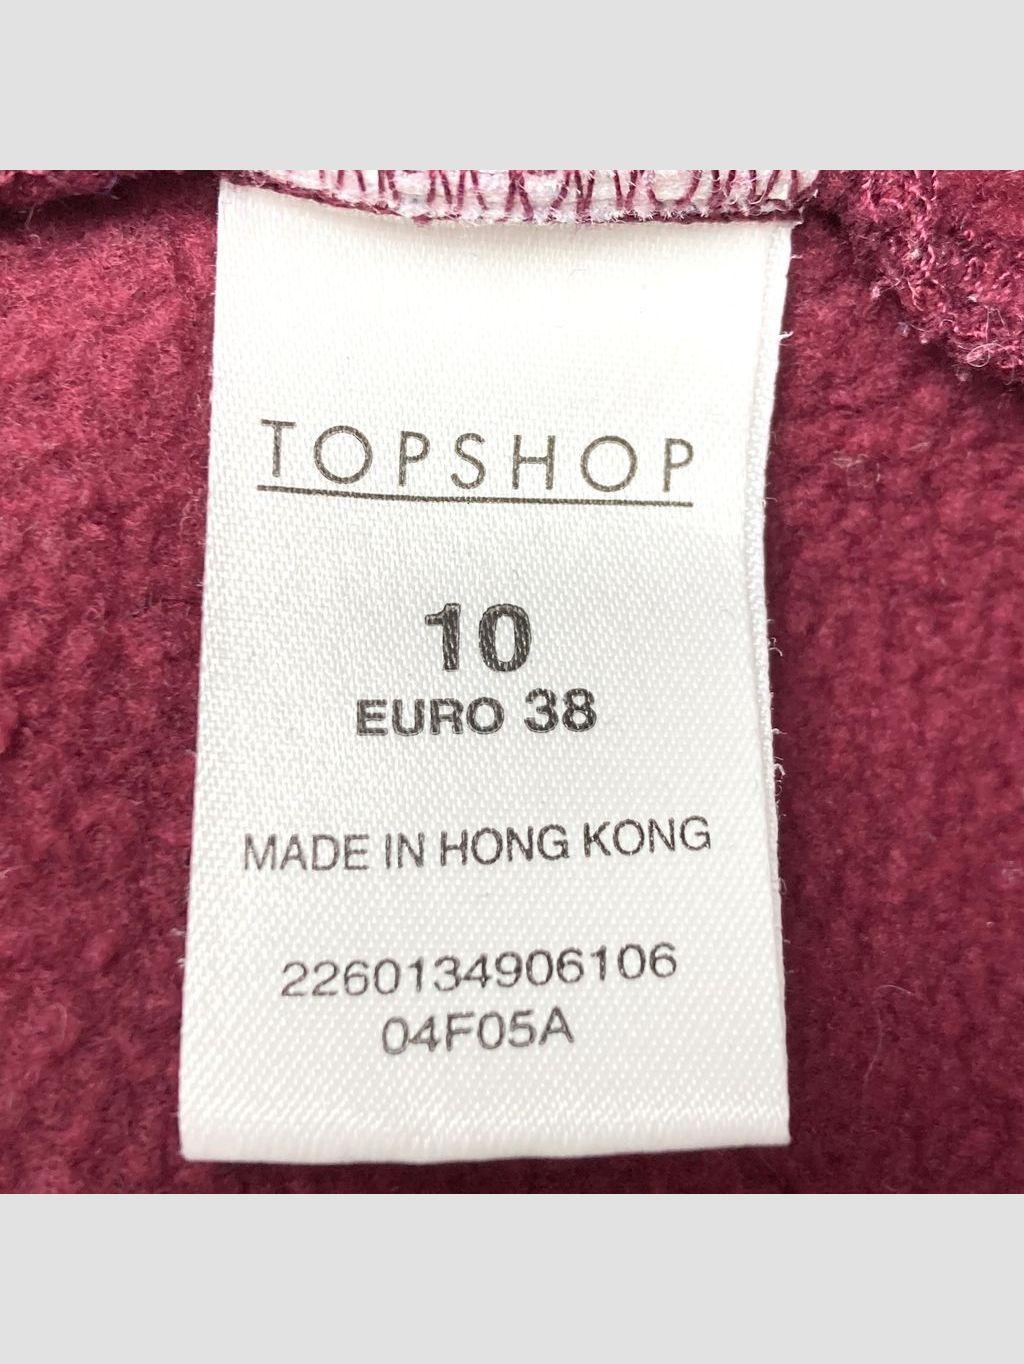 TOPSHOP
10
EURO 38
MADE IN HONG KONG
2260134906106
04F05A